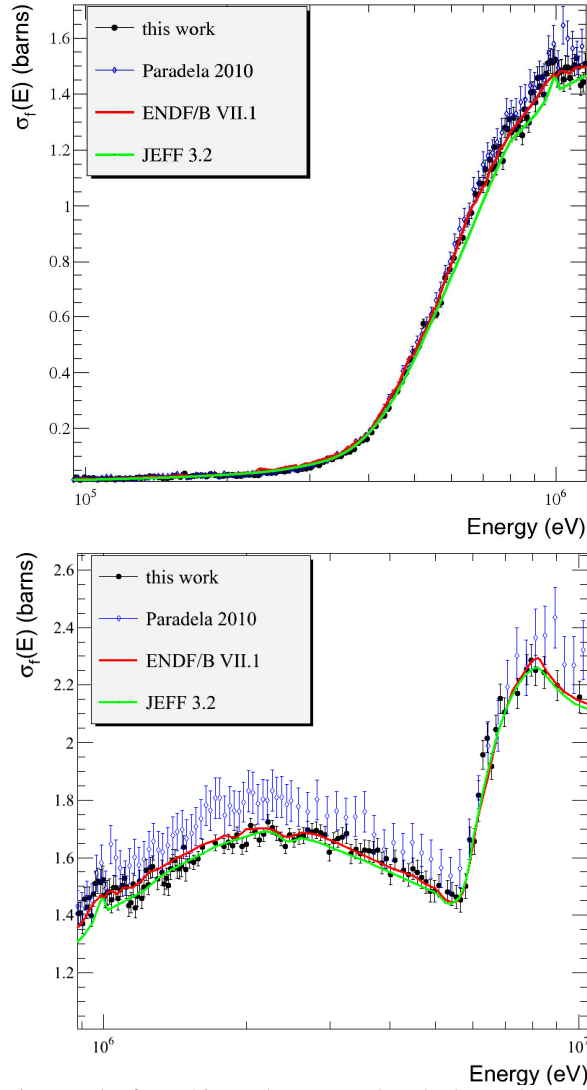 σf(E) (barns)
1.6
1.4
1.2
1
0.8
0.6
0.4
0.2
this work
Paradela 2010
ENDF/B VII.1
JEFF 3.2
10⁵
10⁶
Energy (eV)
σf(E) (barns)
2.6
2.4
2.2
2
1.8
1.6
1.4
1.2
this work
Paradela 2010
ENDF/B VII.1
JEFF 3.2
10⁶
10⁷
Energy (eV)